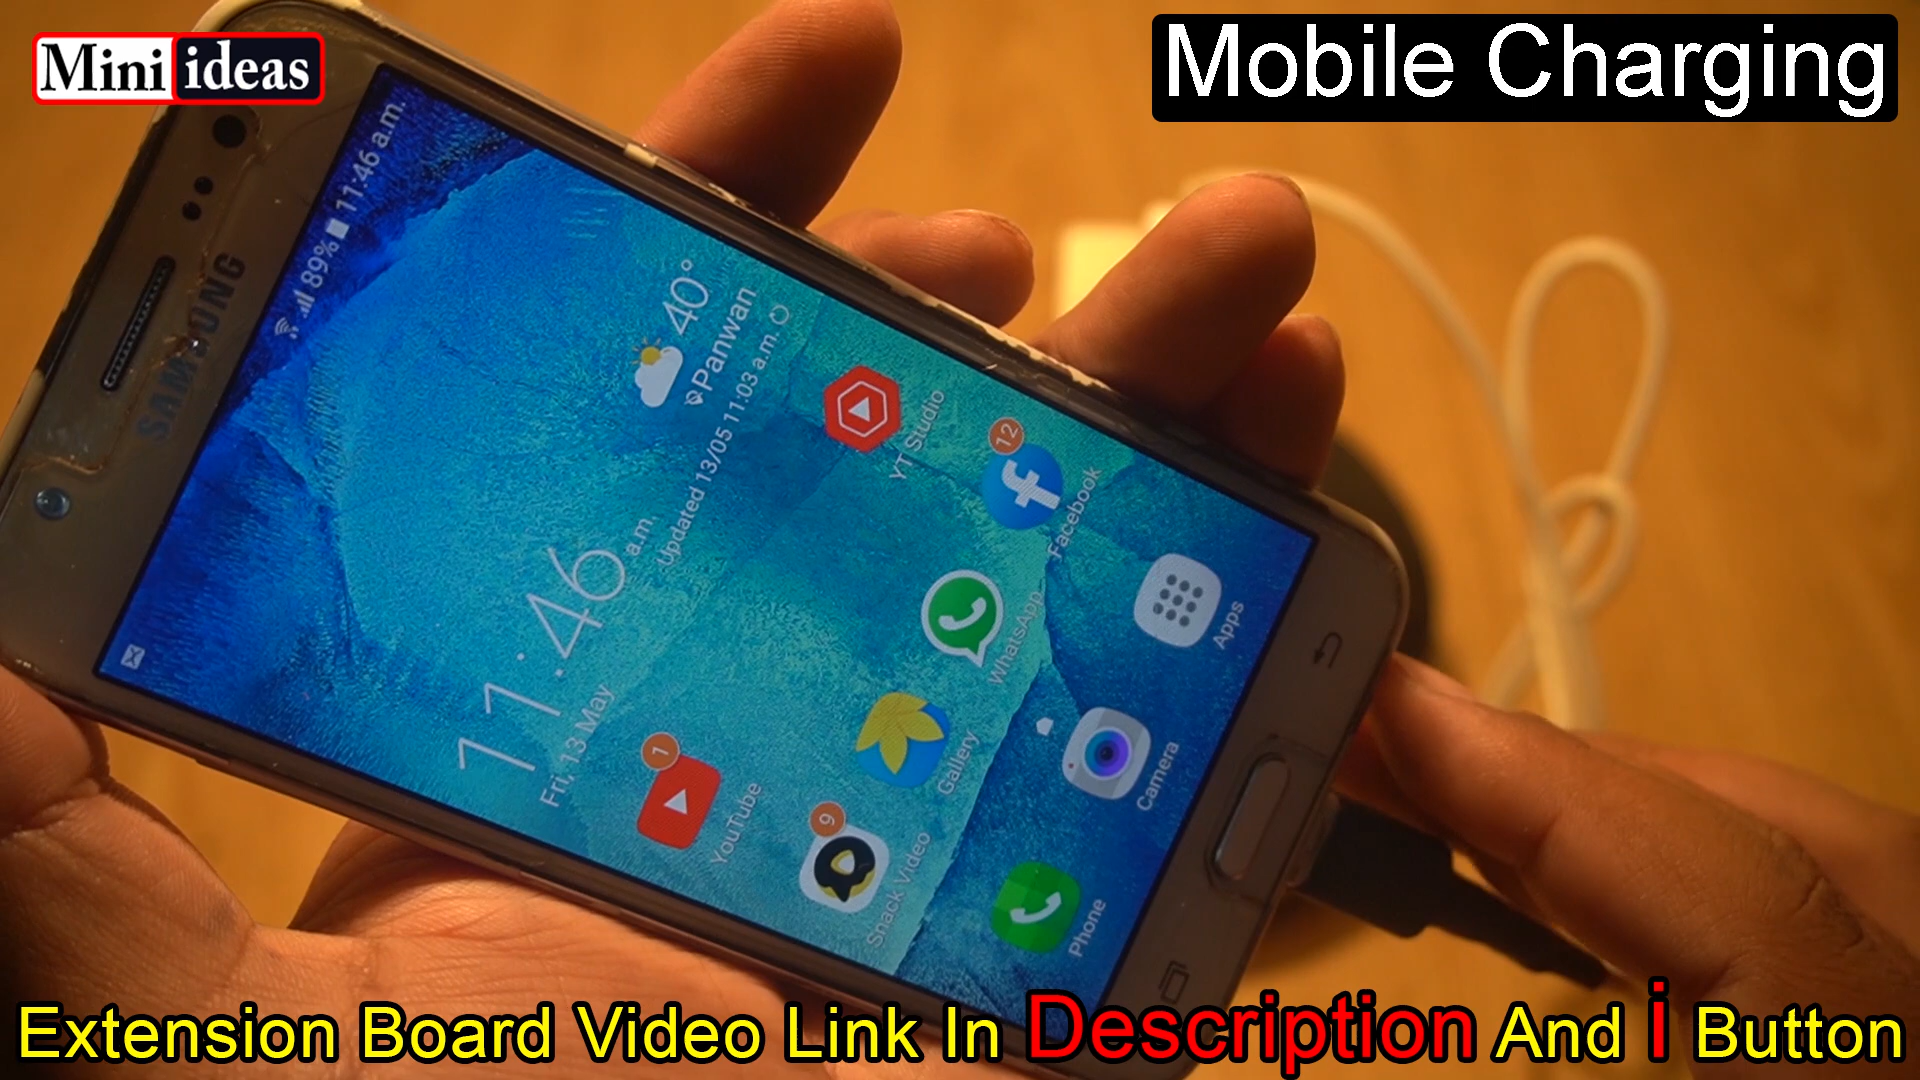 Mini ideas
Mobile Charging
SAMSUNG
89% 11:46 a.m.
40°
Panwan
Updated 13/05 11:03 a.m.
11:46 a.m.
Fri, 13 May
YT Studio
12
Facebook
WhatsApp
Apps
1
YouTube
Gallery
Camera
9
Snack Video
Phone
Extension Board Video Link In Description And i Button